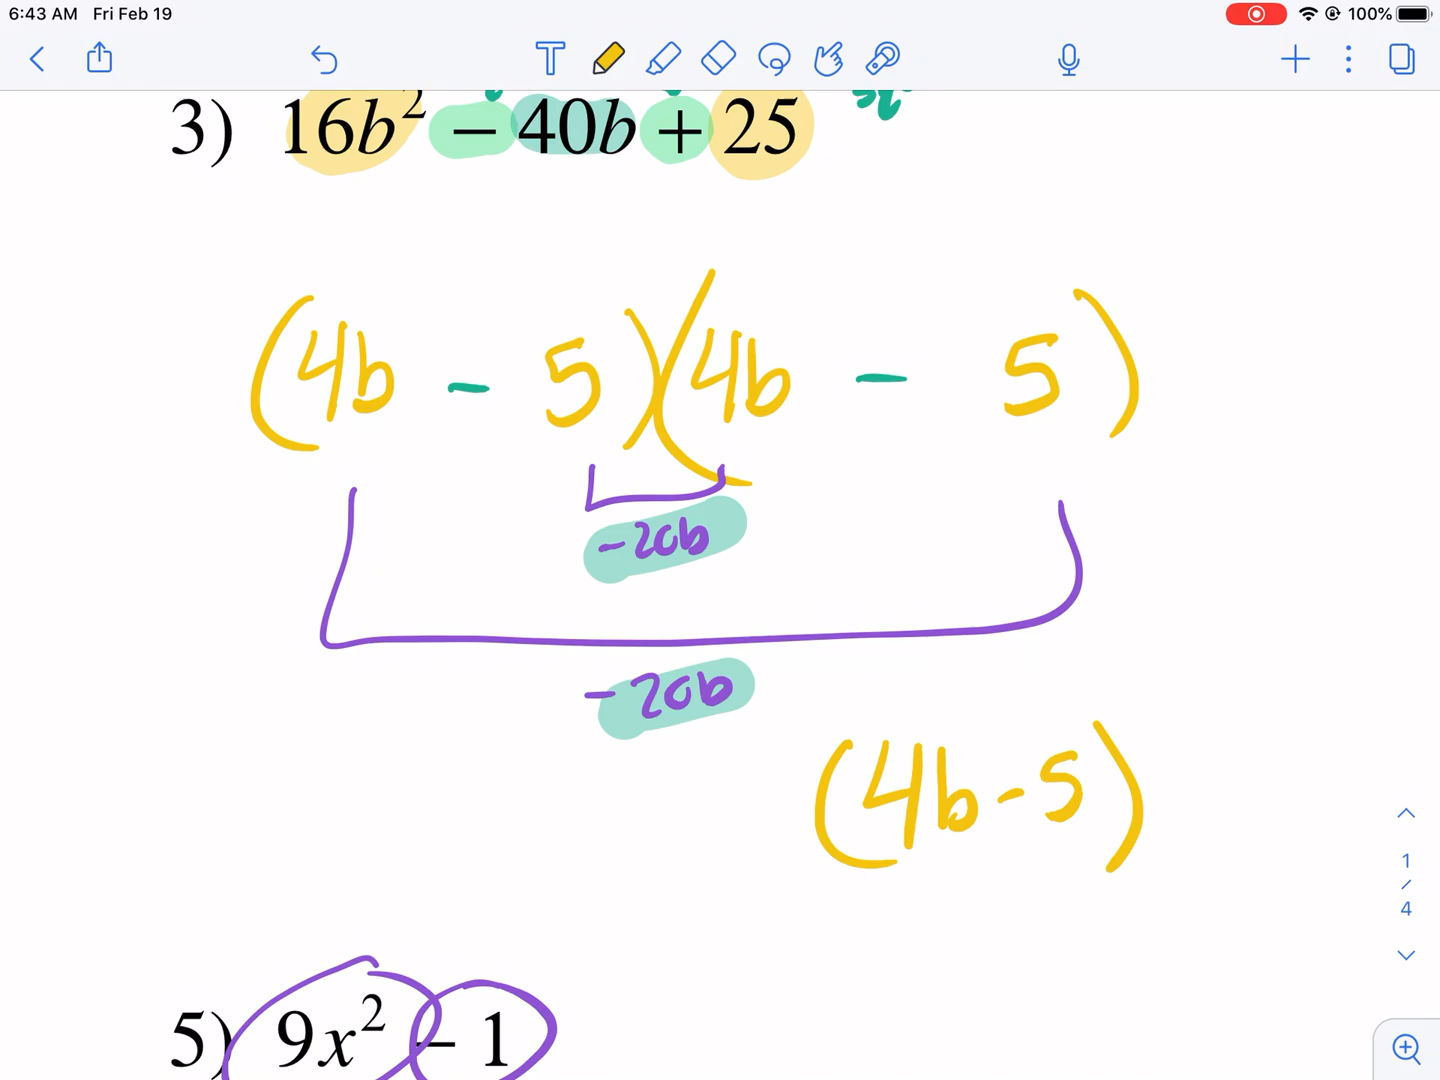 6:43 AM Fri Feb 19 100%
3) 16b² − 40b + 25
(4b - 5)(4b - 5)
-20b
-20b
(4b-5)
1
/
4
5) 9x² − 1